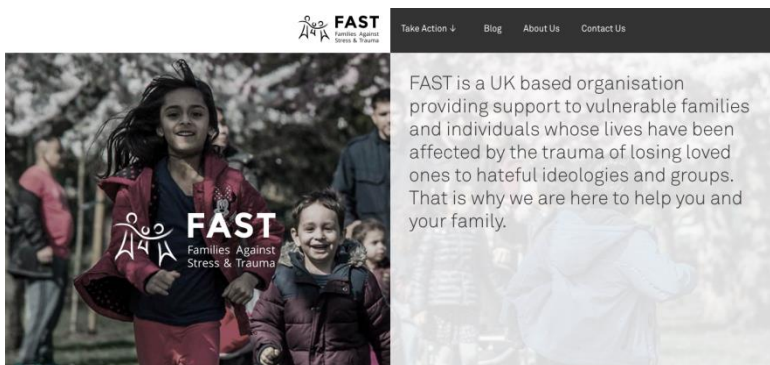 FAST
Families Against
Stress & Trauma
Take Action ↓
Blog
About Us
Contact Us
FAST
Families Against
Stress & Trauma
FAST is a UK based organisation
providing support to vulnerable families
and individuals whose lives have been
affected by the trauma of losing loved
ones to hateful ideologies and groups.
That is why we are here to help you and
your family.